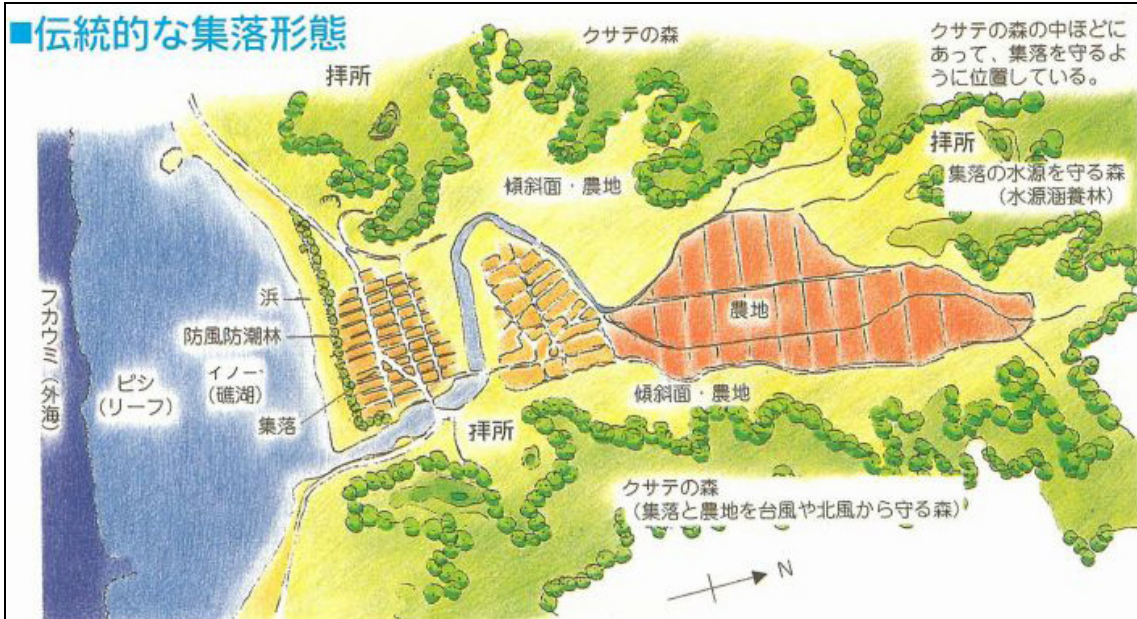 ■伝統的な集落形態
クサテの森
クサテの森の中ほどに
あって、集落を守るよ
うに位置している。
拝所
拝所
集落の水源を守る森
(水源涵養林)
傾斜面・農地
浜
防風防潮林
イノー
(礁湖)
集落
ピシ
(リーフ)
フカウミ(外海)
農地
傾斜面・農地
拝所
クサテの森
(集落と農地を台風や北風から守る森)
N